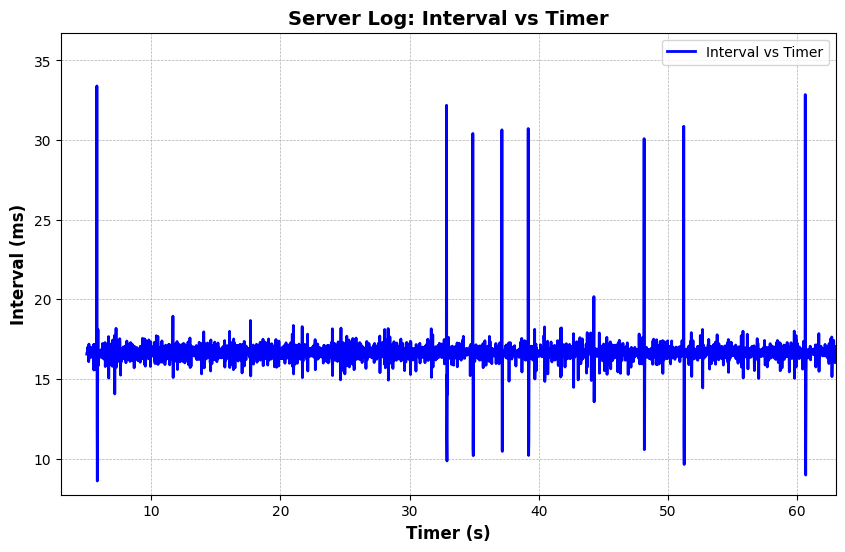 Server Log: Interval vs Timer
Interval vs Timer
35
30
25
20
15
10
Interval (ms)
10 20 30 40 50 60
Timer (s)